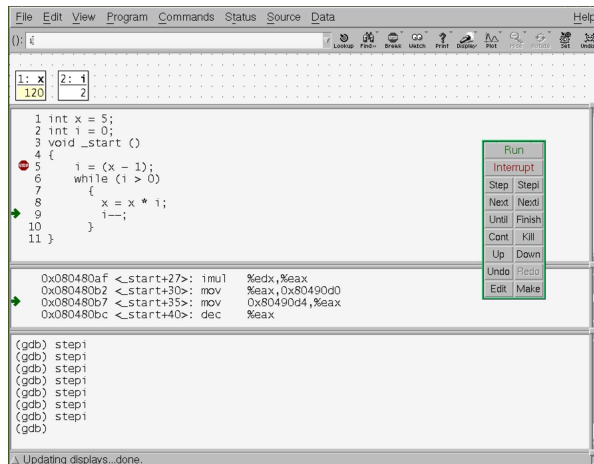 File Edit View Program Commands Status Source Data Help
(): i
Lookup Find» Break Watch Print Display Plot Hide Rotate Set Undisp
1: x 2: i
120 2
1 int x = 5;
2 int i = 0;
3 void _start ()
4 {
5 i = (x - 1);
6 while (i > 0)
7 {
8 x = x * i;
9 i--;
10 }
11 }
Run
Interrupt
Step Stepi
Next Nexti
Until Finish
Cont Kill
Up Down
Undo Redo
Edit Make
0x080480af <_start+27>: imul %edx,%eax
0x080480b2 <_start+30>: mov %eax,0x80490d0
0x080480b7 <_start+35>: mov 0x80490d4,%eax
0x080480bc <_start+40>: dec %eax
(gdb) stepi
(gdb) stepi
(gdb) stepi
(gdb) stepi
(gdb) stepi
(gdb) stepi
(gdb) stepi
(gdb)
Updating displays...done.